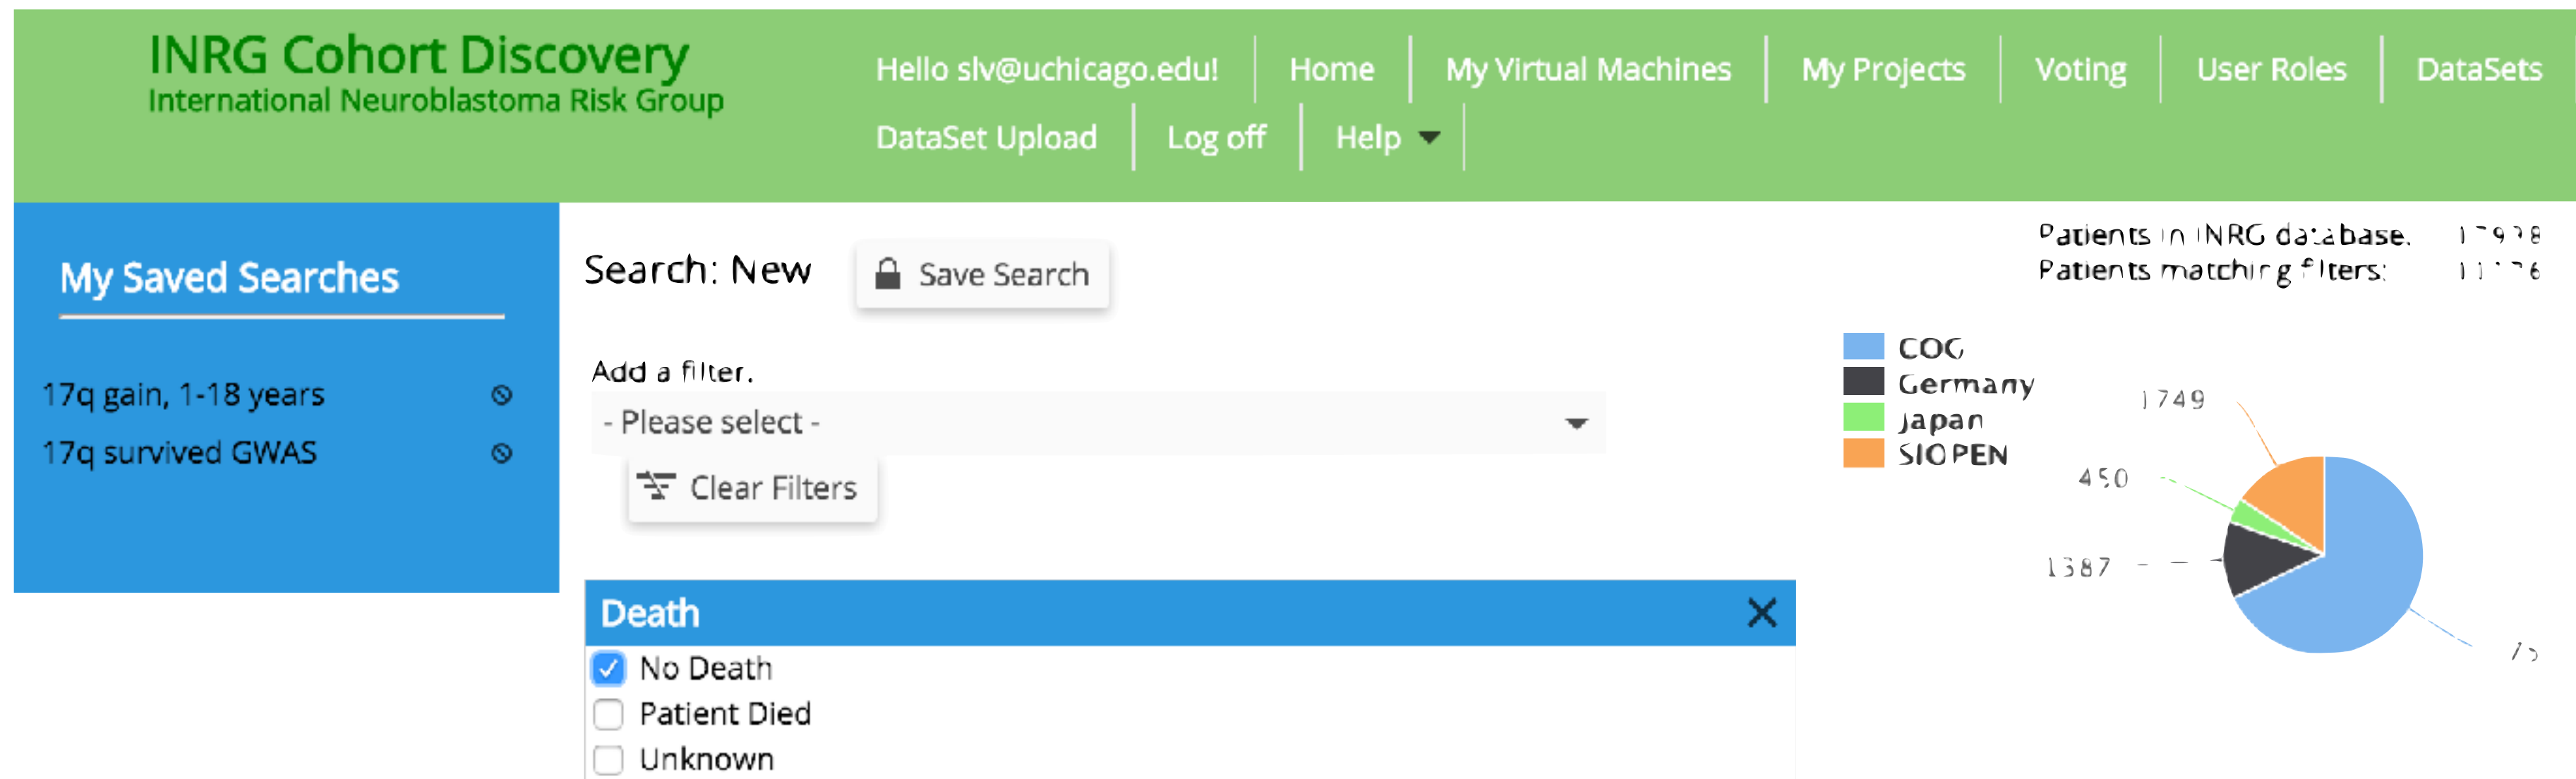 INRG Cohort Discovery
International Neuroblastoma Risk Group
Hello slv@uchicago.edu! Home My Virtual Machines My Projects Voting User Roles DataSets
DataSet Upload Log off Help
My Saved Searches
17q gain, 1-18 years
17q survived GWAS
Search: New Save Search
Add a filter.
- Please select -
Clear Filters
Death
No Death
Patient Died
Unknown
Patients in INRG database.
Patients matching filters:
COG
Germany
Japan
SIOPEN
1749
450
1387